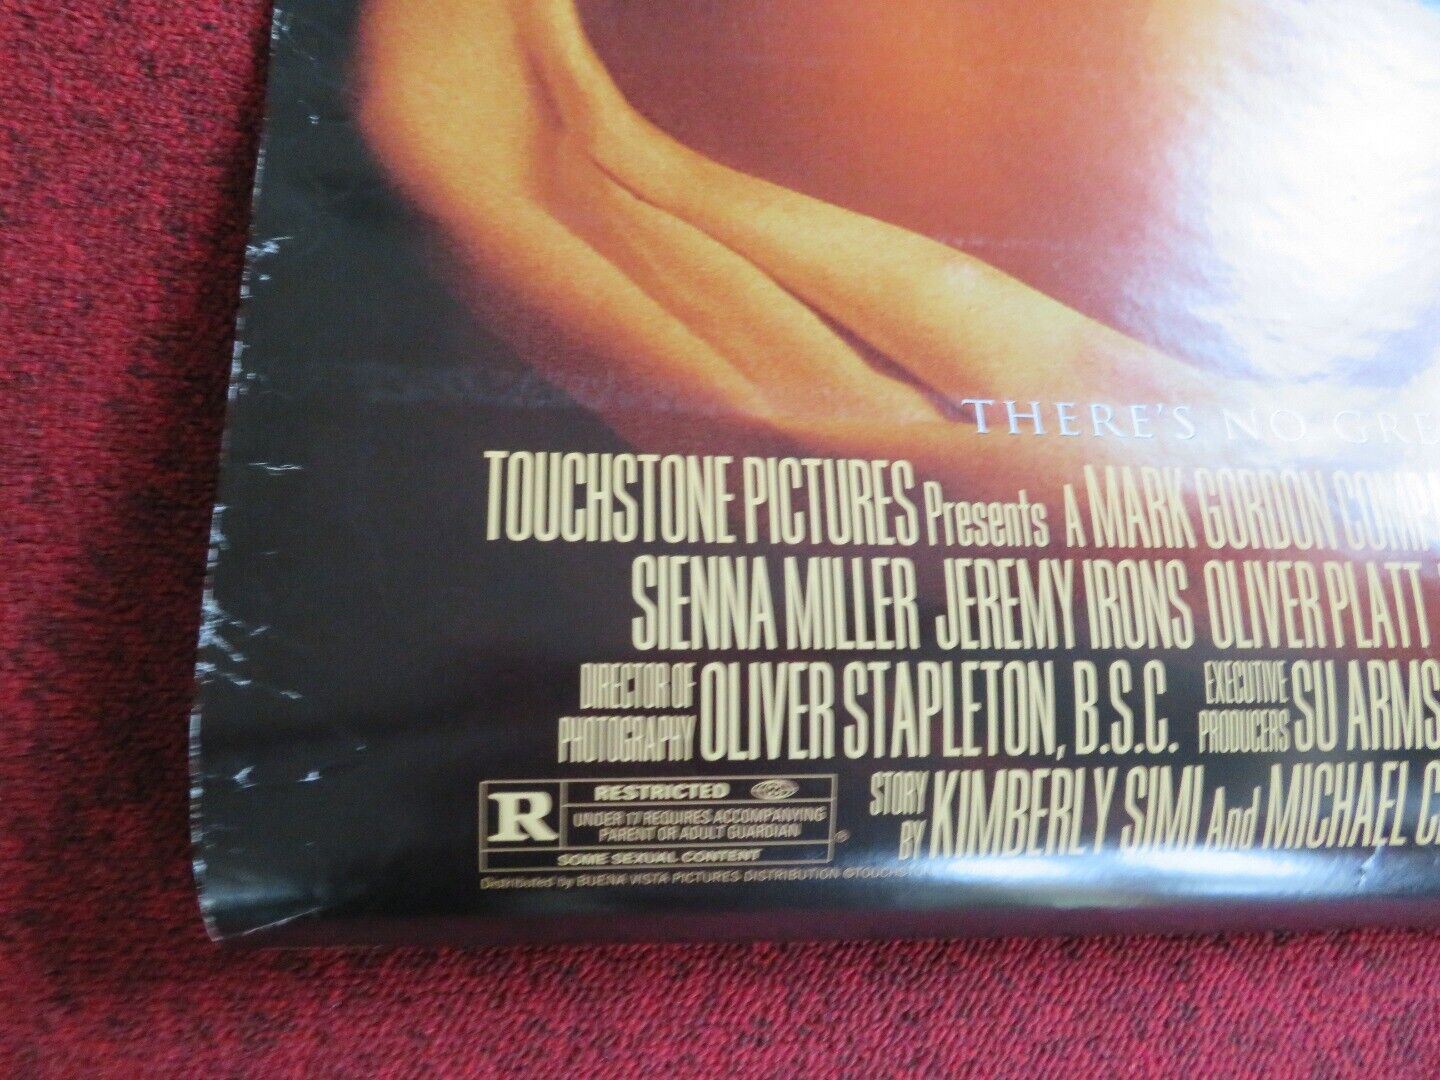 THERE'S NO GRE
TOUCHSTONE PICTURES Presents A MARK GORDON COMPA
SIENNA MILLER JEREMY IRONS OLIVER PLATT
DIRECTOR OF PHOTOGRAPHY OLIVER STAPLETON, B.S.C. EXECUTIVE PRODUCERS SU ARMS
STORY BY KIMBERLY SIMI And MICHAEL C
R RESTRICTED
UNDER 17 REQUIRES ACCOMPANYING
PARENT OR ADULT GUARDIAN
®
SOME SEXUAL CONTENT
Distributed by BUENA VISTA PICTURES DISTRIBUTION ©TOUCHSTON